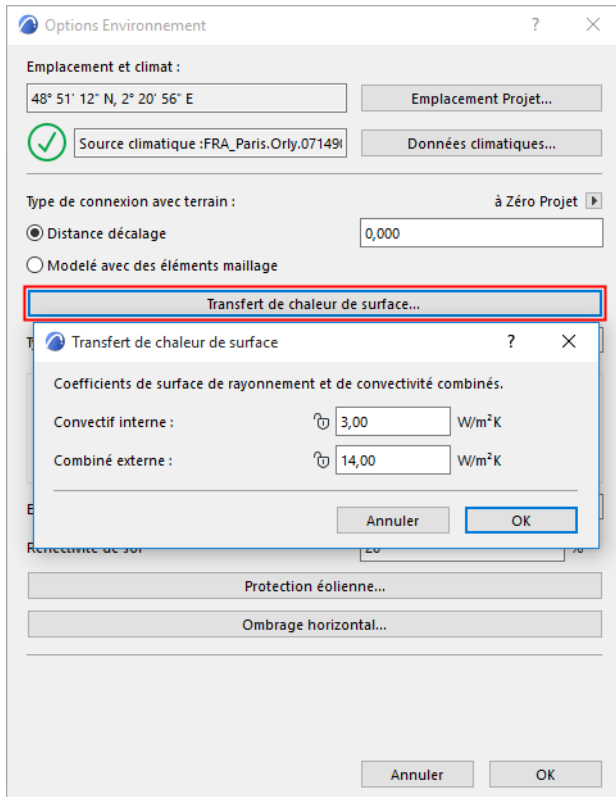 Options Environnement
Emplacement et climat :
48° 51' 12" N, 2° 20' 56" E
Emplacement Projet...
Source climatique :FRA_Paris.Orly.07149(
Données climatiques...
Type de connexion avec terrain :
à Zéro Projet
Distance décalage
0,000
Modelé avec des éléments maillage
Transfert de chaleur de surface...
Transfert de chaleur de surface
Coefficients de surface de rayonnement et de convectivité combinés.
Convectif interne :
3,00
W/m²K
Combiné externe :
14,00
W/m²K
Annuler
OK
Protection éolienne...
Ombrage horizontal...
Annuler
OK